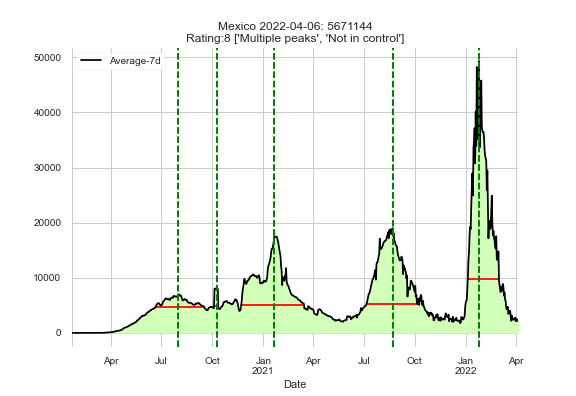 Mexico 2022-04-06: 5671144
Rating:8 ['Multiple peaks', 'Not in control']
Average-7d
50000
40000
30000
20000
10000
0
Apr Jul Oct Jan Apr Jul Oct Jan Apr
2021 2022
Date